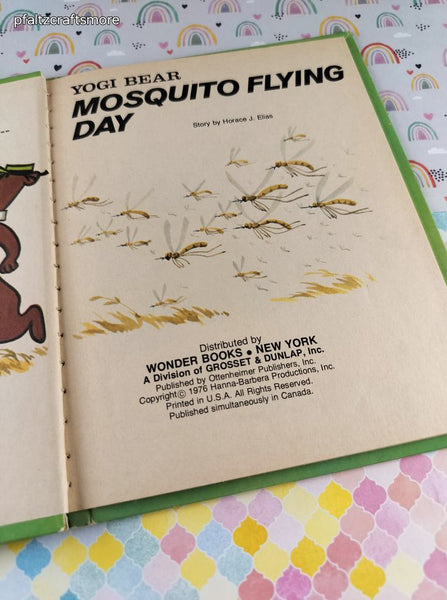 pfaltzcraftsmore
YOGI BEAR
MOSQUITO FLYING
DAY
Story by Horace J. Elias
Distributed by
WONDER BOOKS • NEW YORK
A Division of GROSSET & DUNLAP, Inc.
Published by Ottenheimer Publishers, Inc.
Copyright © 1976 Hanna-Barbera Productions, Inc.
Printed in U.S.A. All Rights Reserved.
Published simultaneously in Canada.